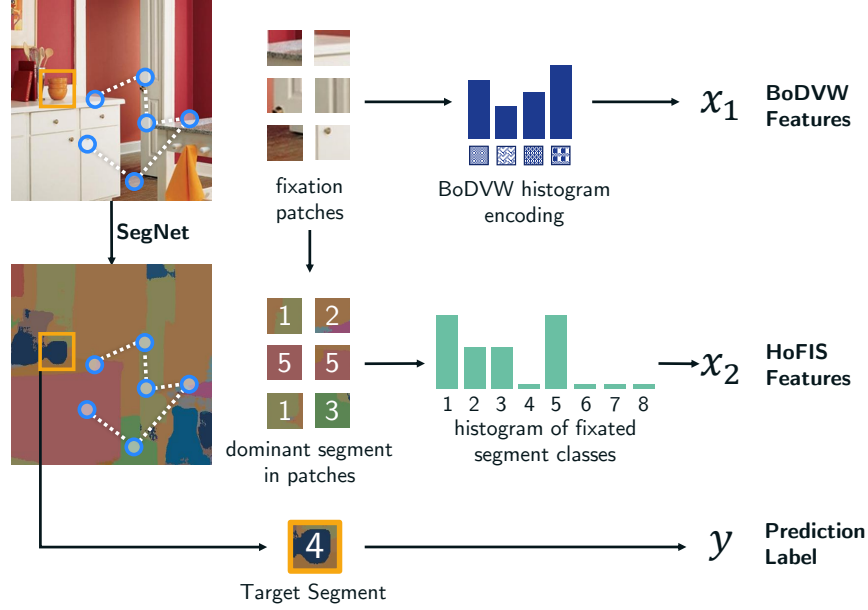 fixation
patches
BoDVW histogram
encoding
x₁
BoDVW
Features
SegNet
1 2
5 5
1 3
dominant segment
in patches
1 2 3 4 5 6 7 8
histogram of fixated
segment classes
x₂
HoFIS
Features
4
Target Segment
y
Prediction
Label